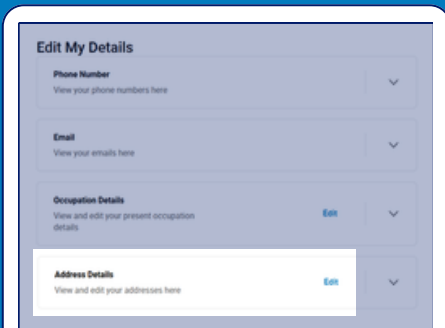 Edit My Details
Phone Number
View your phone numbers here
Email
View your emails here
Occupation Details
View and edit your present occupation
details
Edit
Address Details
View and edit your addresses here
Edit